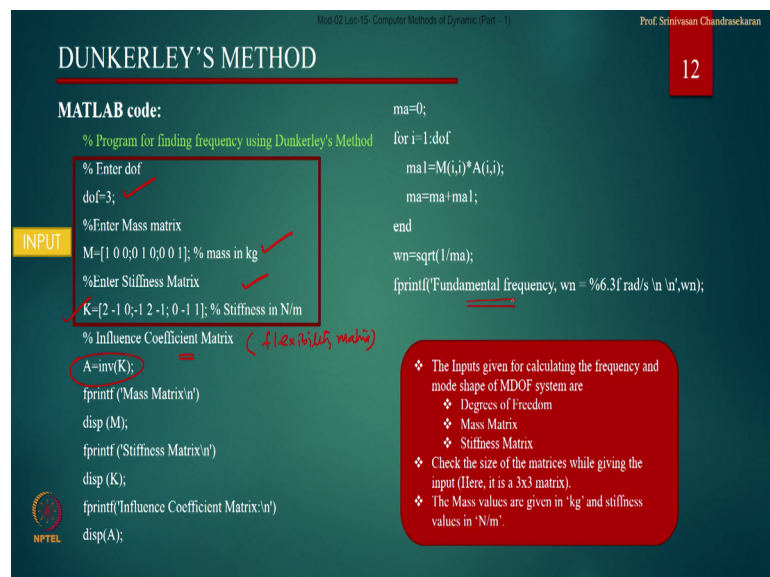 Mod-02 Lec-15- Computer Methods of Dynamic (Part – 1)
Prof. Srinivasan Chandrasekaran
DUNKERLEY'S METHOD
12
MATLAB code:
% Program for finding frequency using Dunkerley's Method
% Enter dof
dof=3;
%Enter Mass matrix
INPUT
M=[1 0 0;0 1 0;0 0 1]; % mass in kg
%Enter Stiffness Matrix
K=[2 -1 0;-1 2 -1; 0 -1 1]; % Stiffness in N/m
% Influence Coefficient Matrix (flexibility matrix)
A=inv(K);
fprintf ('Mass Matrix\n')
disp (M);
fprintf ('Stiffness Matrix\n')
disp (K);
fprintf('Influence Coefficient Matrix:\n')
disp(A);
NPTEL
ma=0;
for i=1:dof
ma1=M(i,i)*A(i,i);
ma=ma+ma1;
end
wn=sqrt(1/ma);
fprintf('Fundamental frequency, wn = %6.3f rad/s \n \n',wn);
The Inputs given for calculating the frequency and
mode shape of MDOF system are
Degrees of Freedom
Mass Matrix
Stiffness Matrix
Check the size of the matrices while giving the
input (Here, it is a 3x3 matrix).
The Mass values are given in 'kg' and stiffness
values in 'N/m'.